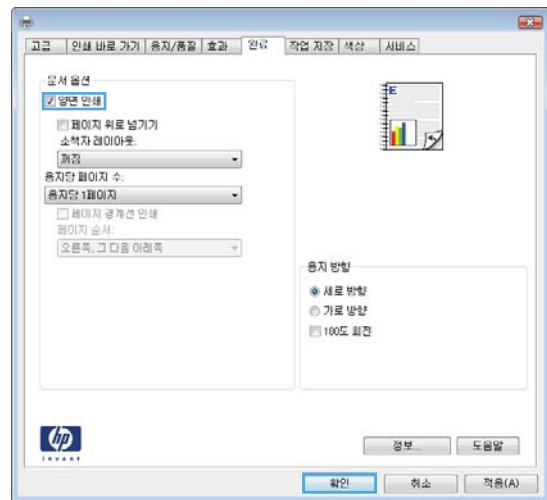 고급 인쇄 바로 가기 용지/품질 효과 완료 작업 저장 색상 서비스
문서 옵션
양면 인쇄
페이지 위로 넘기기
소책자 레이아웃:
꺼짐
용지당 페이지 수:
용지당 1페이지
페이지 경계선 인쇄
페이지 순서:
오른쪽, 그 다음 아래쪽
E
용지 방향
세로 방향
가로 방향
180도 회전
hp
invent
정보... 도움말
확인 취소 적용(A)